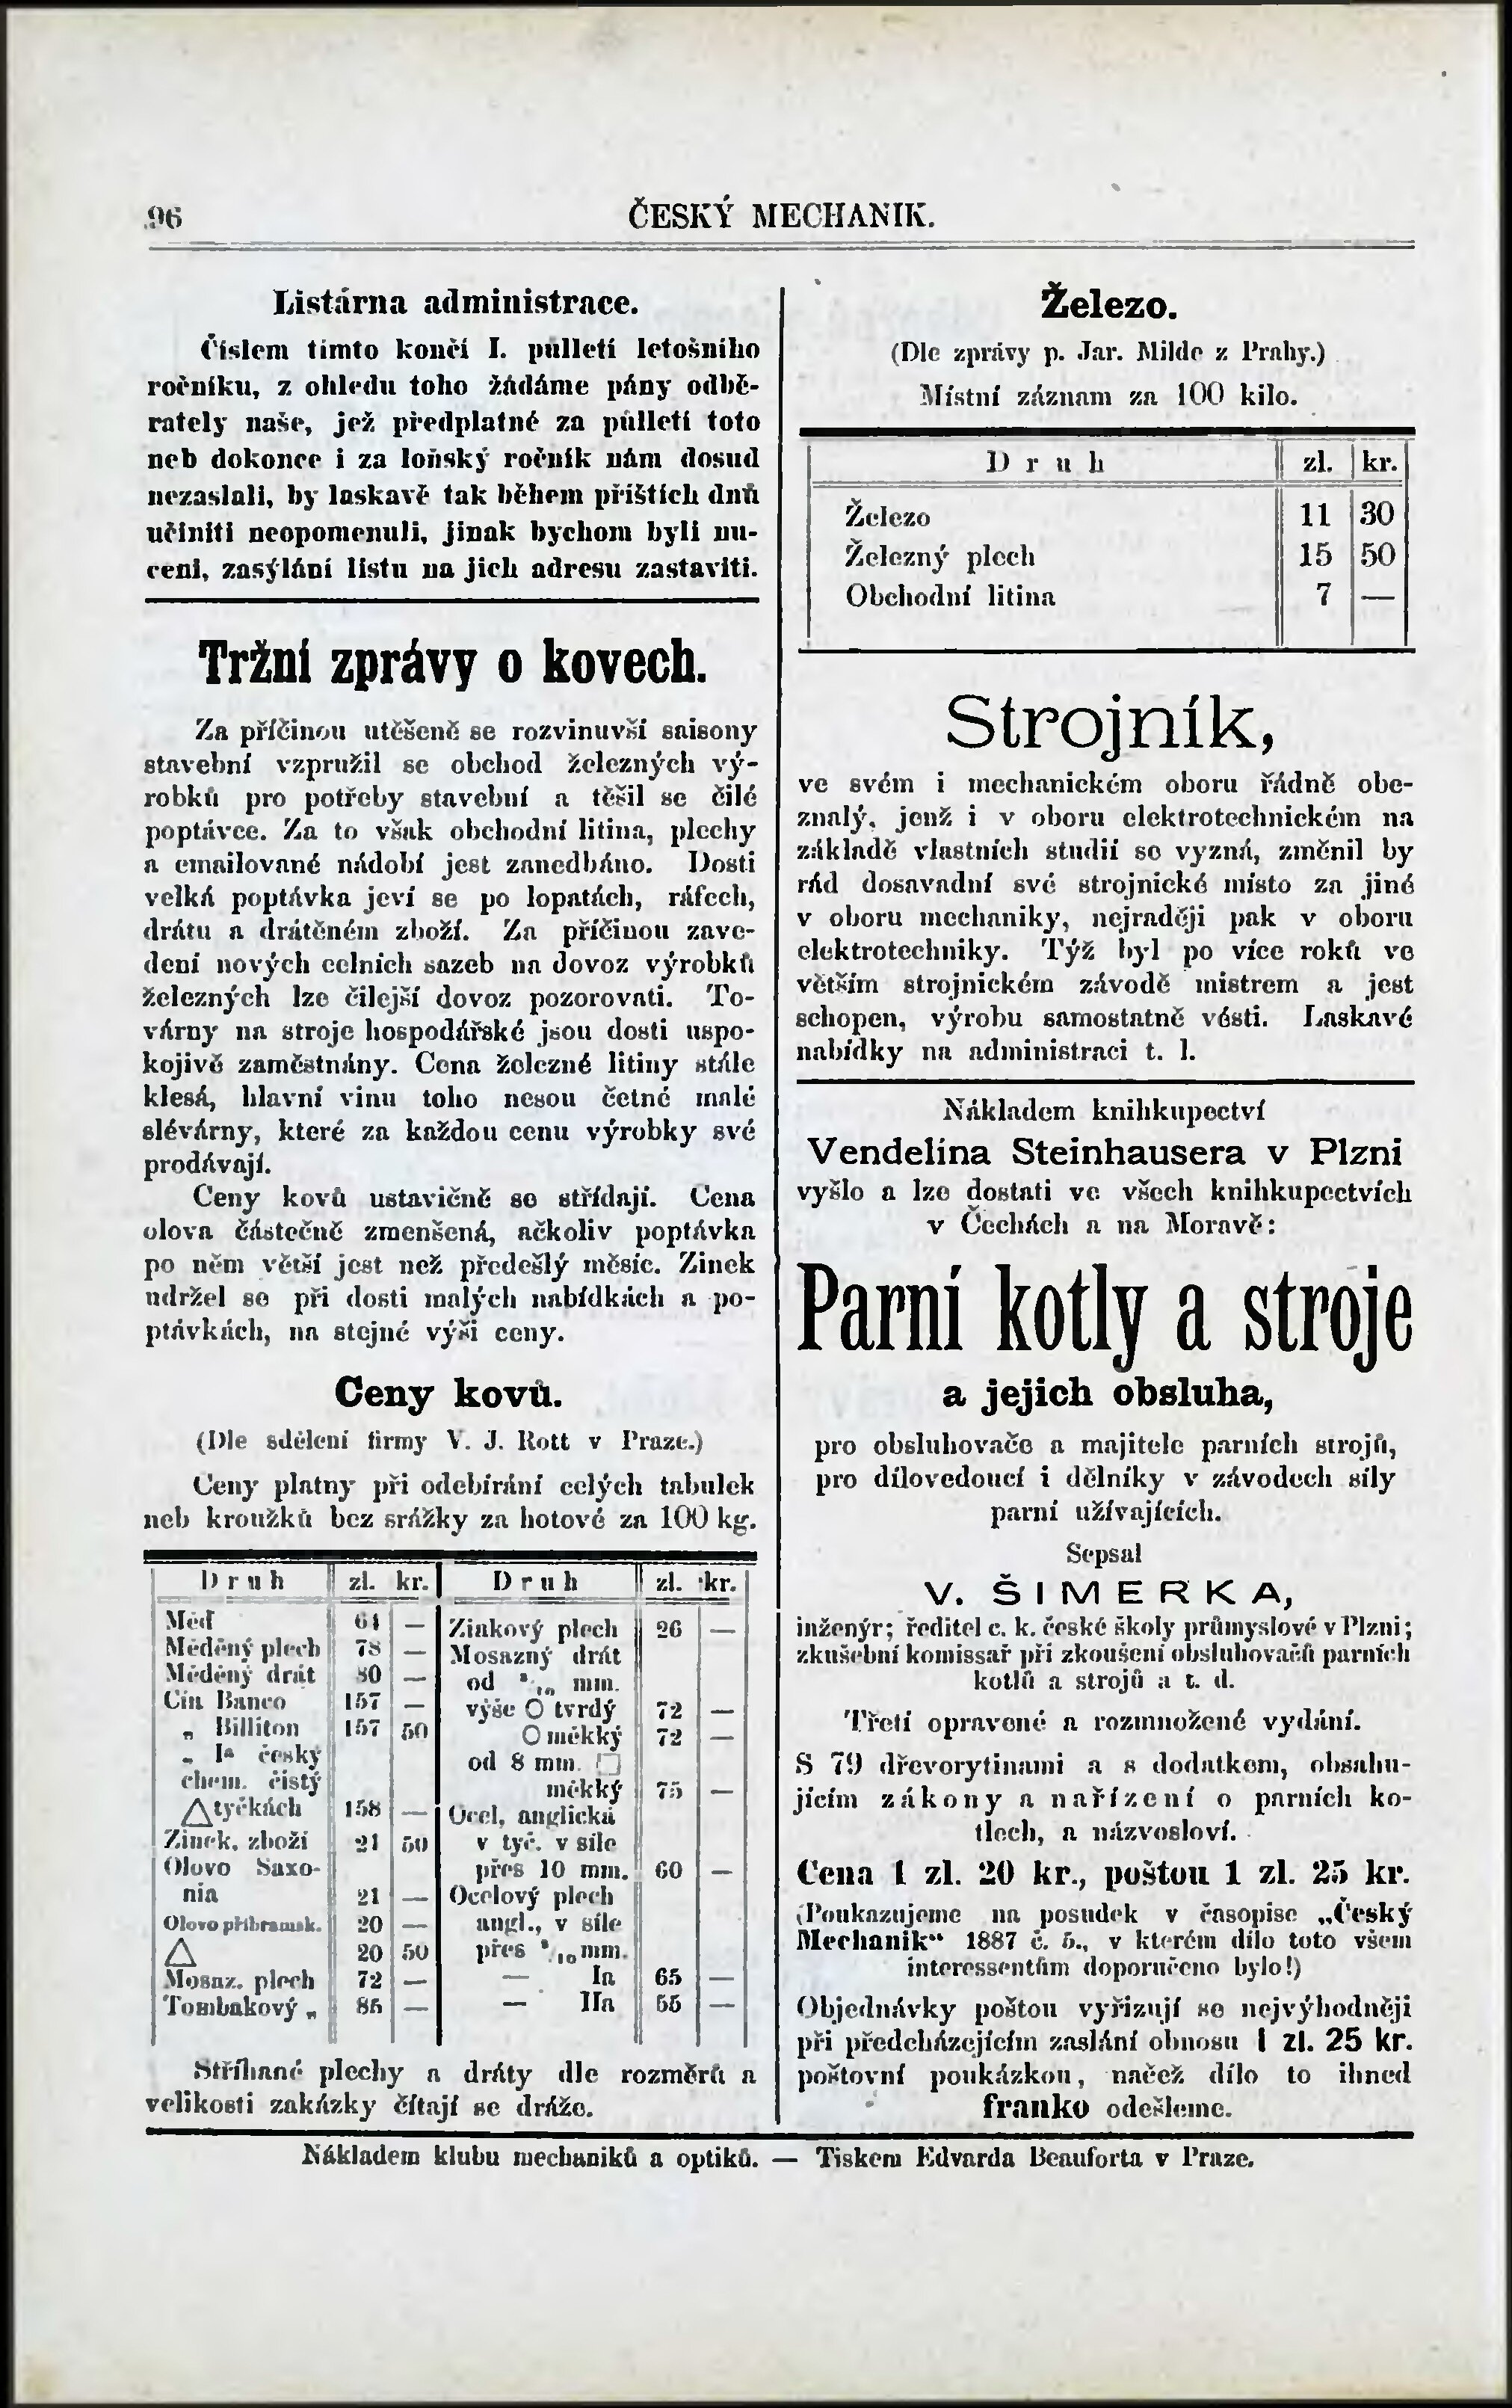 96
ČESKÝ MECHANIK.
Listárna administrace.
Číslem tímto končí I. půlletí letošního
ročníku, z ohledu toho žádáme pány odbě-
rately naše, jež předplatné za půlletí toto
neb dokonce i za loňský ročník nám dosud
nezaslali, by laskavě tak během příštích dnů
učiniti neopomenuli, jinak bychom byli nu-
ceni, zasýlání listu na jich adresu zastaviti.
Tržní zprávy o kovech.
Za příčinou utěšeně se rozvinuvší saisony
stavební vzpružil se obchod železných vý-
robků pro potřeby stavební a těšil se čilé
poptávce. Za to však obchodní litina, plechy
a emailované nádobí jest zanedbáno. Dosti
velká poptávka jeví se po lopatách, ráfech,
drátu a drátěném zboží. Za příčinou zave-
dení nových celních sazeb na dovoz výrobků
železných lze čilejší dovoz pozorovati. To-
várny na stroje hospodářské jsou dosti uspo-
kojivě zaměstnány. Cena železné litiny stále
klesá, hlavní vinu toho nesou četné malé
slévárny, které za každou cenu výrobky své
prodávají.
Ceny kovů ustavičně se střídají. Cena
olova částečně zmenšená, ačkoliv poptávka
po něm větší jest než předešlý měsíc. Zinek
udržel se při dosti malých nabídkách a po-
ptávkách, na stejné výši ceny.
Ceny kovů.
(Dle sdělení firmy V. J. Rott v Praze.)
Ceny platny při odebírání celých tabulek
neb kroužků bez srážky za hotové za 100 kg.
Druh zl. kr.
Měď 64 —
Měděný plech 78 —
Měděný drát 80 —
Cín Banco 157 —
„ Billiton 157 50
„ Ia český
chem. čistý
△ tyčkách 158 —
Zinek, zboží 21 50
Olovo Saxo-
nia 21 —
Olovo příbramsk. 20 —
△ 20 50
Mosaz. plech 72 —
Tombakový „ 85 —
Druh zl. kr.
Zinkový plech 26 —
Mosazný drát
od mm.
výše O tvrdý 72 —
O měkký 72 —
od 8 mm. □
měkký 75 —
Ocel, anglická
v tyč. v síle
přes 10 mm. 60 —
Ocelový plech
angl., v síle
přes /10 mm.
— Ia 65 —
— IIa 55 —
Stříhané plechy a dráty dle rozměrů a
velikosti zakázky čítají se dráže.
Železo.
(Dle zprávy p. Jar. Milde z Prahy.)
Místní záznam za 100 kilo.
Druh zl. kr.
Železo 11 30
Železný plech 15 50
Obchodní litina 7 —
Strojník,
ve svém i mechanickém oboru řádně obe-
znalý, jenž i v oboru elektrotechnickém na
základě vlastních studií se vyzná, změnil by
rád dosavadní své strojnické místo za jiné
v oboru mechaniky, nejraději pak v oboru
elektrotechniky. Týž byl po více roků ve
větším strojnickém závodě mistrem a jest
schopen, výrobu samostatně vésti. Laskavé
nabídky na administraci t. l.
Nákladem knihkupectví
Vendelína Steinhausera v Plzni
vyšlo a lze dostati ve všech knihkupectvích
v Čechách a na Moravě:
Parní kotly a stroje
a jejich obsluha,
pro obsluhovače a majitele parních strojů,
pro dílovedoucí i dělníky v závodech síly
parní užívajících.
Sepsal
V. ŠIMERKA,
inženýr; ředitel c. k. české školy průmyslové v Plzni;
zkušební komissař při zkoušení obsluhovačů parních
kotlů a strojů a t. d.
Třetí opravené a rozmnožené vydání.
S 79 dřevorytinami a s dodatkem, obsahu-
jícím zákony a nařízení o parních ko-
tlech, a názvosloví.
Cena 1 zl. 20 kr., poštou 1 zl. 25 kr.
(Poukazujeme na posudek v časopise „Český
Mechanik“ 1887 č. 5., v kterém dílo toto všem
interessentům doporučeno bylo!)
Objednávky poštou vyřizují se nejvýhodněji
při předcházejícím zaslání obnosu 1 zl. 25 kr.
poštovní poukázkou, načež dílo to ihned
franko odešleme.
Nákladem klubu mechaniků a optiků. — Tiskem Edvarda Beauforta v Praze.